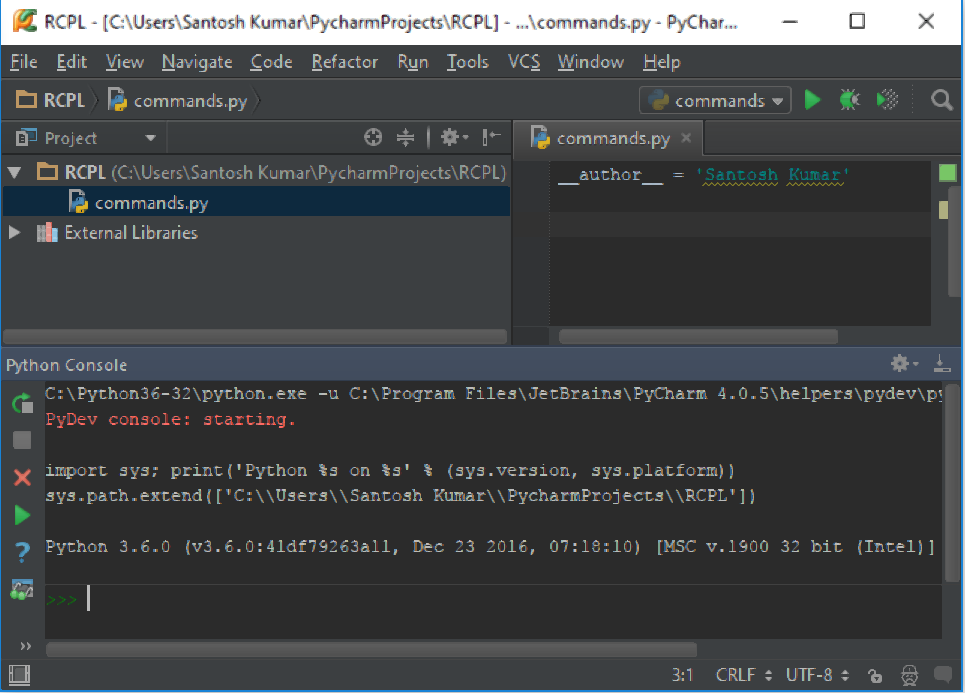 RCPL - [C:\Users\Santosh Kumar\PycharmProjects\RCPL] - ...\commands.py - PyChar...
File Edit View Navigate Code Refactor Run Tools VCS Window Help
RCPL commands.py commands
Project commands.py
RCPL (C:\Users\Santosh Kumar\PycharmProjects\RCPL)
commands.py
External Libraries
__author__ = 'Santosh Kumar'
Python Console
C:\Python36-32\python.exe -u C:\Program Files\JetBrains\PyCharm 4.0.5\helpers\pydev\py
PyDev console: starting.
import sys; print('Python %s on %s' % (sys.version, sys.platform))
sys.path.extend(['C:\\Users\\Santosh Kumar\\PycharmProjects\\RCPL'])
Python 3.6.0 (v3.6.0:41df79263a11, Dec 23 2016, 07:18:10) [MSC v.1900 32 bit (Intel)]
>>>
3:1 CRLF UTF-8